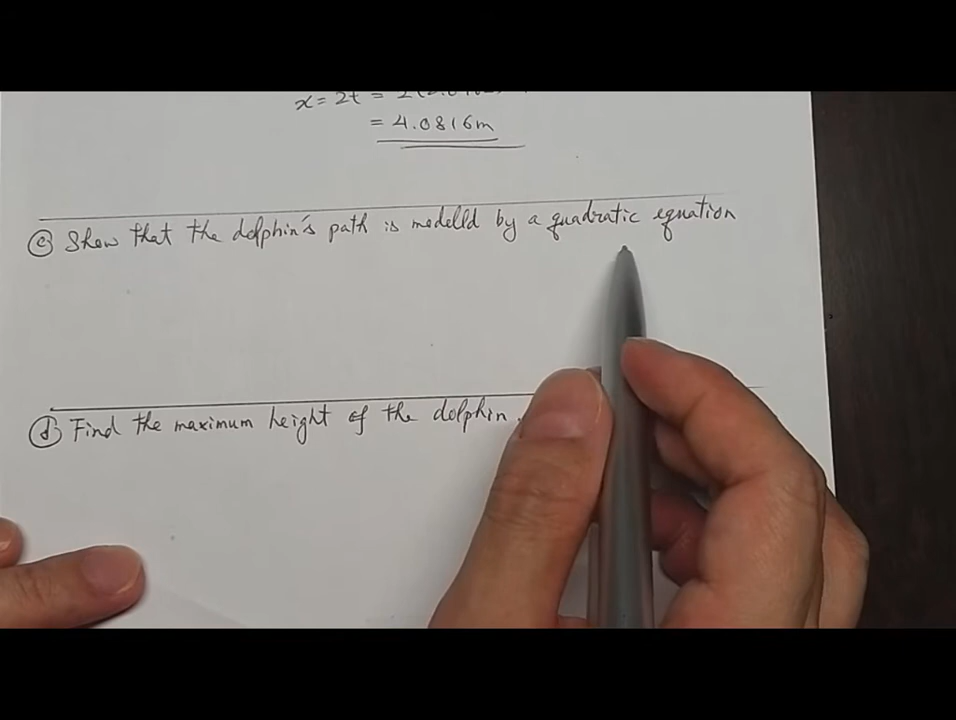 x = 2t =
= 4.0816m
(c) Show that the dolphin's path is modelld by a quadratic equation
(d) Find the maximum height of the dolphin.